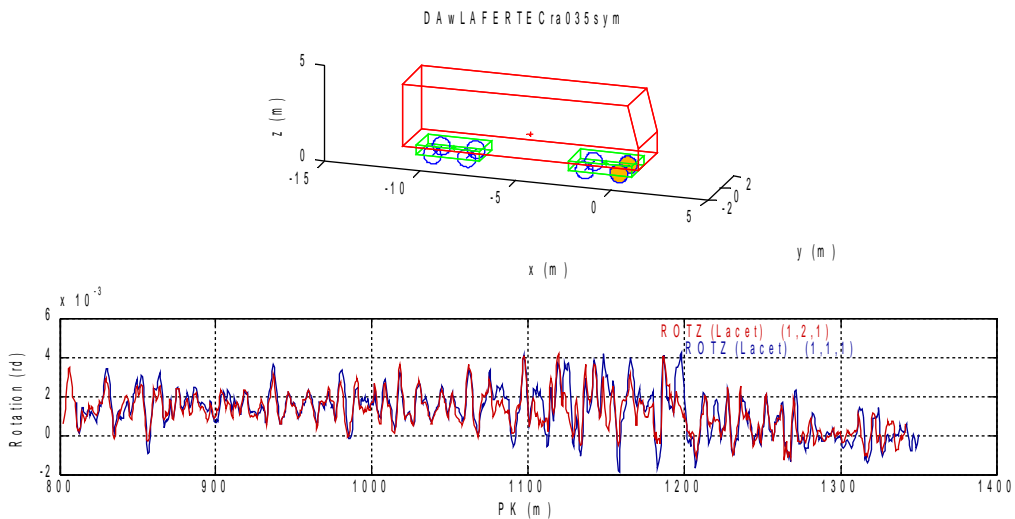 DAwLAFERTECra035sym
5
z (m)
0
-15
-10
-5
0
5
2
0
-2
y (m)
x (m)
x 10^-3
6
4
2
0
-2
Rotation (rd)
ROTZ (Lacet) (1,2,1)
ROTZ (Lacet) (1,1,1)
800 900 1000 1100 1200 1300 1400
PK (m)